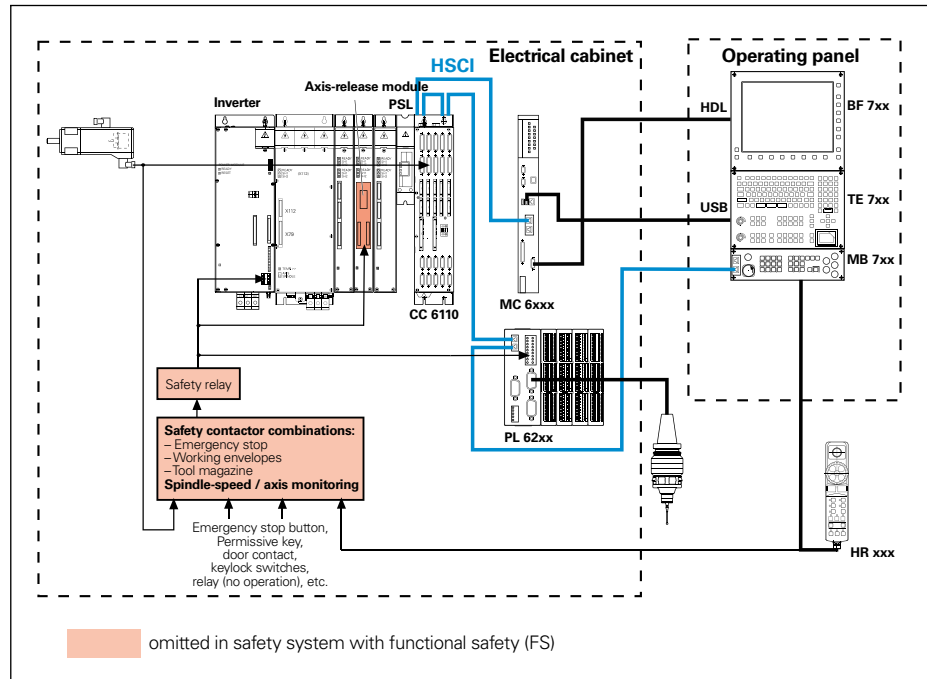 Electrical cabinet
Operating panel
HSCI
Axis-release module
Inverter
PSL
HDL
BF 7xx
X112
X79
USB
TE 7xx
MB 7xx
MC 6xxx
CC 6110
Safety relay
PL 62xx
Safety contactor combinations:
– Emergency stop
– Working envelopes
– Tool magazine
Spindle-speed / axis monitoring
Emergency stop button,
Permissive key,
door contact,
keylock switches,
relay (no operation), etc.
HR xxx
omitted in safety system with functional safety (FS)